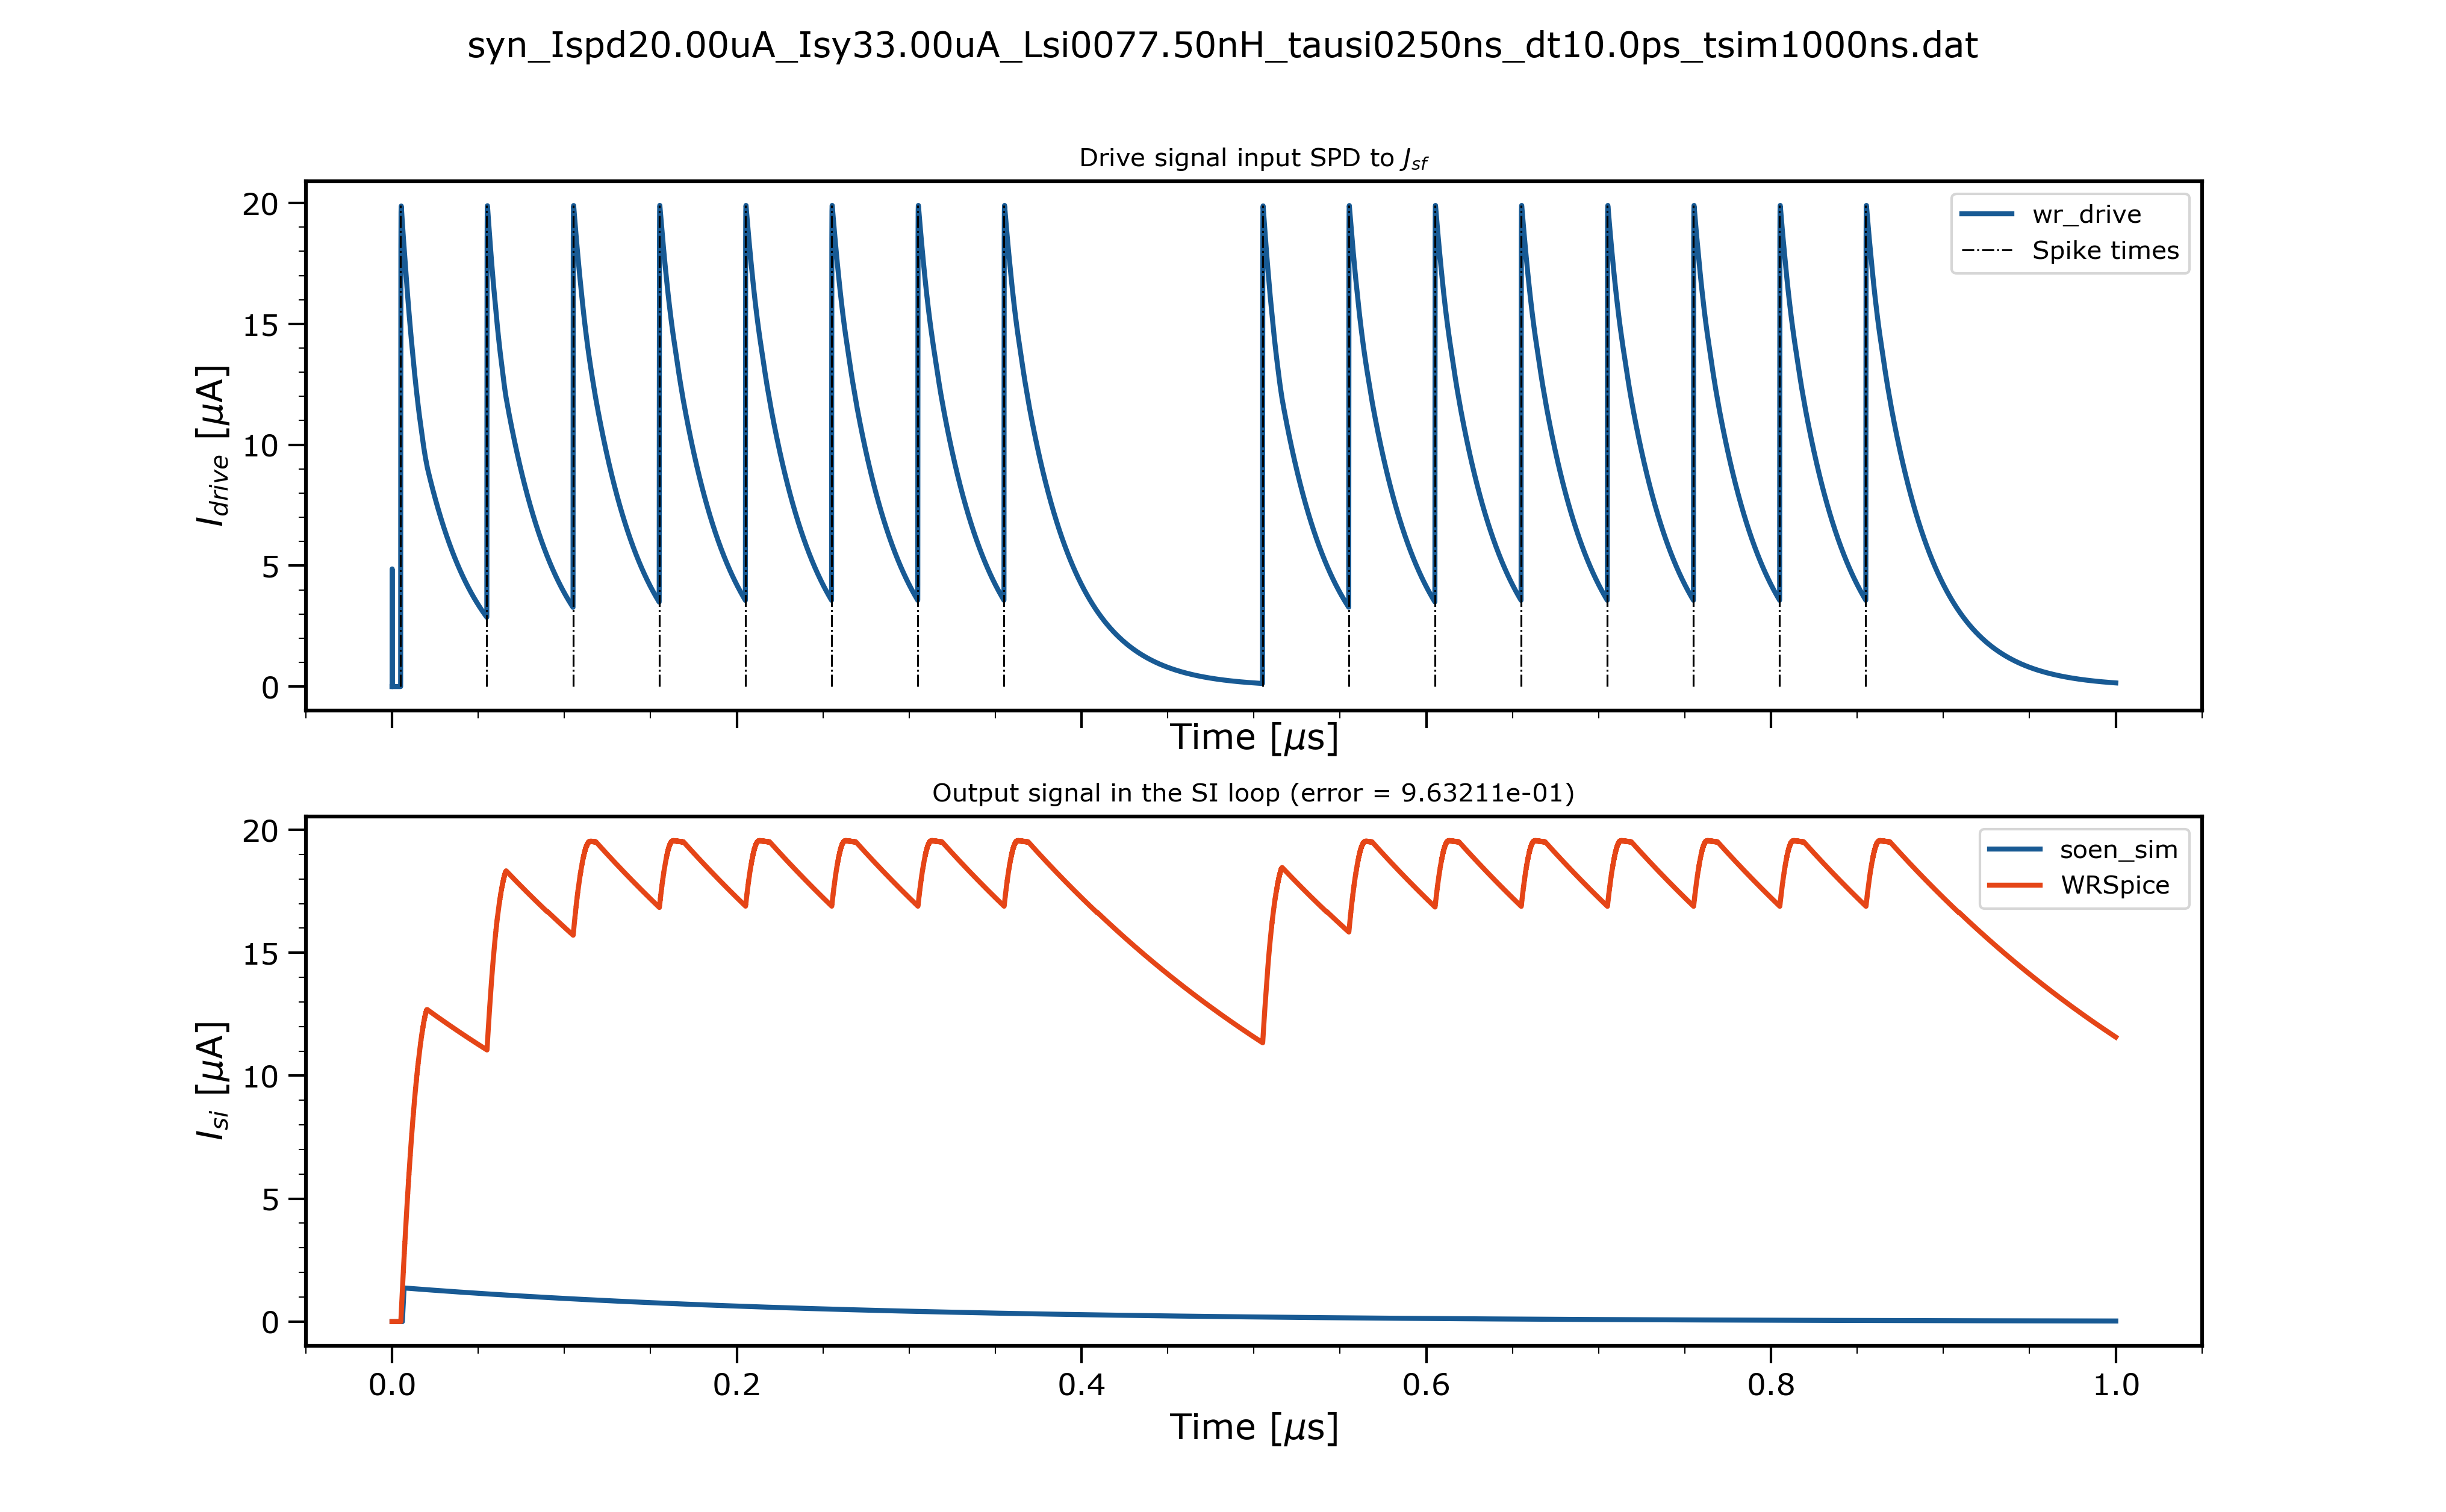 syn_Ispd20.00uA_Isy33.00uA_Lsi0077.50nH_tausi0250ns_dt10.0ps_tsim1000ns.dat
Drive signal input SPD to J_sf
20
15
10
5
0
I_drive [μA]
wr_drive
Spike times
Time [μs]
Output signal in the SI loop (error = 9.63211e-01)
20
15
10
5
0
I_si [μA]
soen_sim
WRSpice
0.0 0.2 0.4 0.6 0.8 1.0
Time [μs]